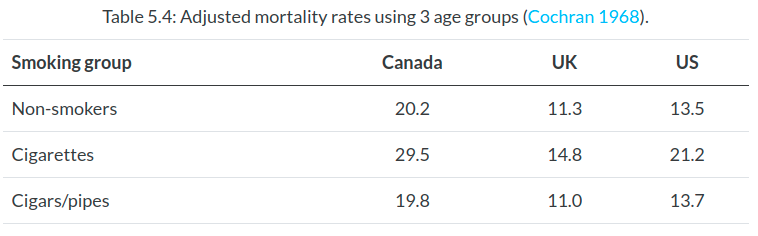 Table 5.4: Adjusted mortality rates using 3 age groups (Cochran 1968).
Smoking group Canada UK US
Non-smokers 20.2 11.3 13.5
Cigarettes 29.5 14.8 21.2
Cigars/pipes 19.8 11.0 13.7